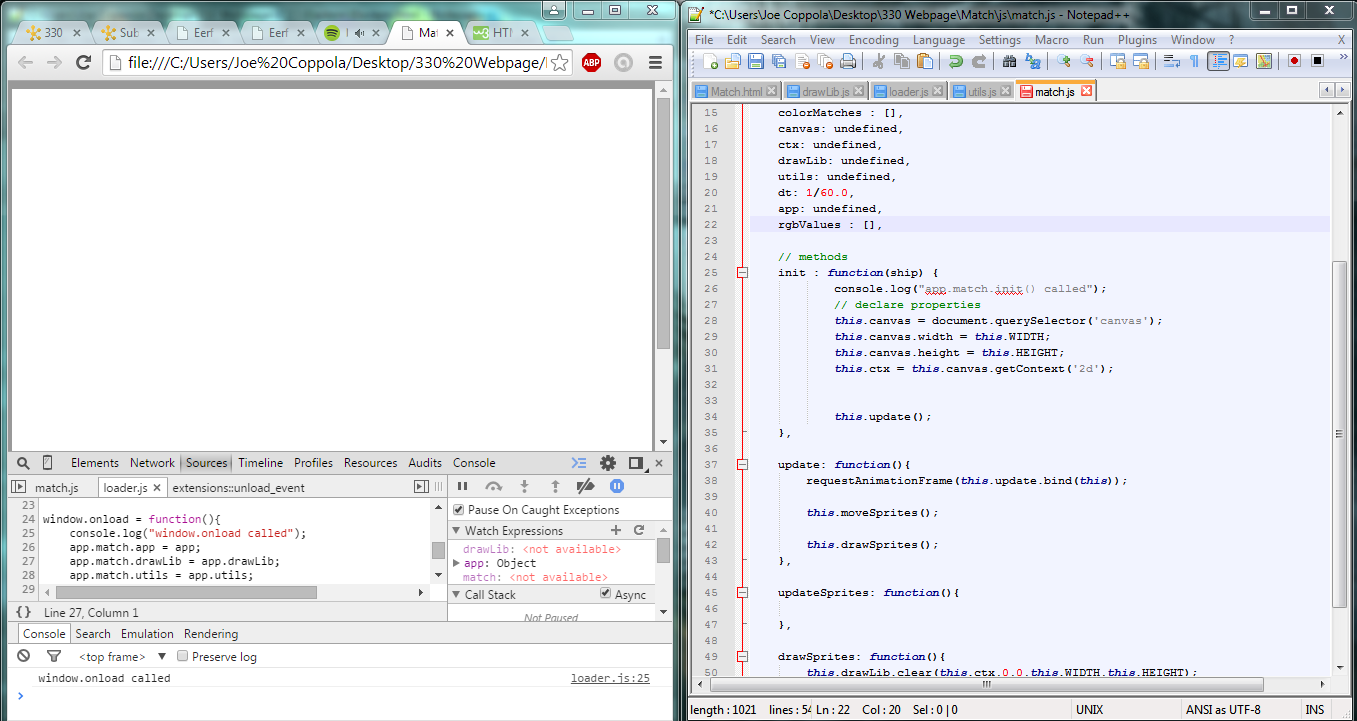 330
Sub
Eerf
Eerf
Mat
HTM
file:///C:/Users/Joe%20Coppola/Desktop/330%20Webpage/
ABP
Elements Network Sources Timeline Profiles Resources Audits Console
match.js loader.js extensions::unload_event
23
24 window.onload = function(){
25 console.log("window.onload called");
26 app.match.app = app;
27 app.match.drawLib = app.drawLib;
28 app.match.utils = app.utils;
29
{} Line 27, Column 1
Pause On Caught Exceptions
Watch Expressions
drawLib: <not available>
app: Object
match: <not available>
Call Stack Async
Not Paused
Console Search Emulation Rendering
<top frame> Preserve log
window.onload called loader.js:25
>
*C:\Users\Joe Coppola\Desktop\330 Webpage\Match\js\match.js - Notepad++
File Edit Search View Encoding Language Settings Macro Run Plugins Window ? X
Match.html drawLib.js loader.js utils.js match.js
15 colorMatches : [],
16 canvas: undefined,
17 ctx: undefined,
18 drawLib: undefined,
19 utils: undefined,
20 dt: 1/60.0,
21 app: undefined,
22 rgbValues : [],
23
24 // methods
25 init : function(ship) {
26 console.log("app.match.init() called");
27 // declare properties
28 this.canvas = document.querySelector('canvas');
29 this.canvas.width = this.WIDTH;
30 this.canvas.height = this.HEIGHT;
31 this.ctx = this.canvas.getContext('2d');
32
33
34 this.update();
35 },
36
37 update: function(){
38 requestAnimationFrame(this.update.bind(this));
39
40 this.moveSprites();
41
42 this.drawSprites();
43 },
44
45 updateSprites: function(){
46
47 },
48
49 drawSprites: function(){
50 this.drawLib.clear(this.ctx,0,0,this.WIDTH,this.HEIGHT);
length : 1021 lines : 54 Ln : 22 Col : 20 Sel : 0 | 0 UNIX ANSI as UTF-8 INS